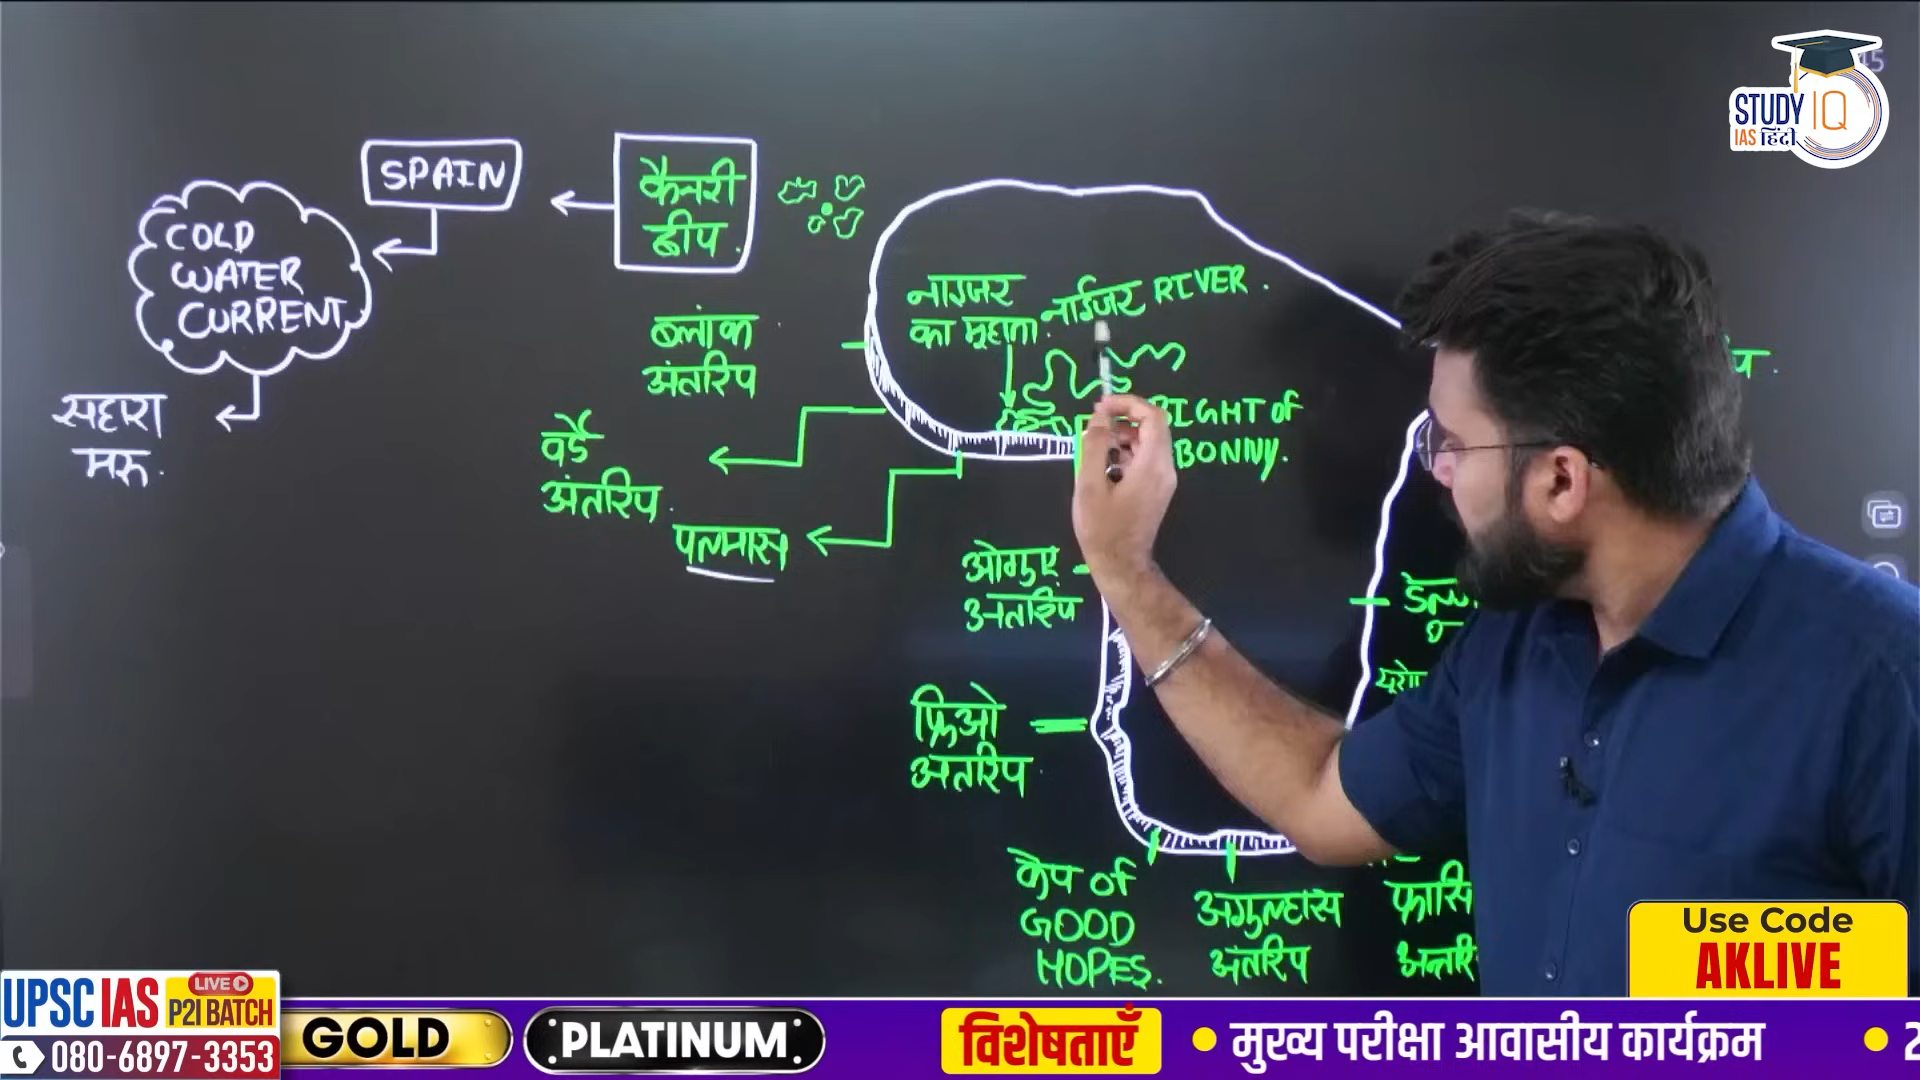 STUDY IQ
IAS हिंदी
SPAIN
कैनरी
द्वीप.
COLD
WATER
CURRENT
सहारा
मरु.
ब्लांक
अंतरिप
वर्डे
अंतरिप.
पलमास
नाइजर
का मुहाना.
नाईजर RIVER.
BIGHT of
BONNY.
ओगुए
अंतरिप
फ्रिओ
अंतरिप.
केप of
GOOD
HOPES.
अगुल्हास
अंतरिप
Use Code
AKLIVE
UPSC IAS
LIVE
P2I BATCH
080-6897-3353
GOLD
PLATINUM
विशेषताएँ
मुख्य परीक्षा आवासीय कार्यक्रम